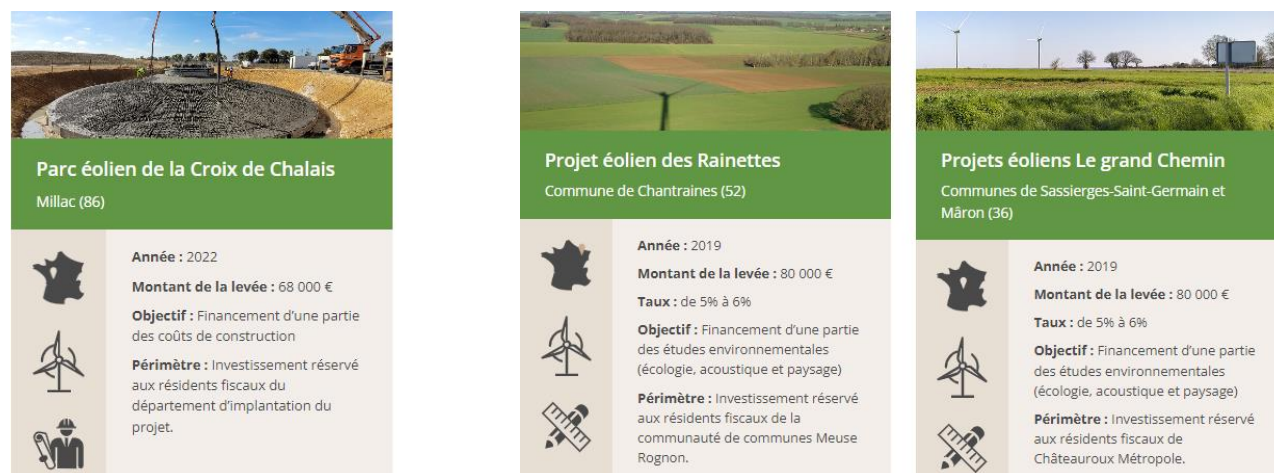 Parc éolien de la Croix de Chalais
Millac (86)
Année : 2022
Montant de la levée : 68 000 €
Objectif : Financement d'une partie
des coûts de construction
Périmètre : Investissement réservé
aux résidents fiscaux du
département d'implantation du
projet.
Projet éolien des Rainettes
Commune de Chantraines (52)
Année : 2019
Montant de la levée : 80 000 €
Taux : de 5% à 6%
Objectif : Financement d'une partie
des études environnementales
(écologie, acoustique et paysage)
Périmètre : Investissement réservé
aux résidents fiscaux de la
communauté de communes Meuse
Rognon.
Projets éoliens Le grand Chemin
Communes de Sassierges-Saint-Germain et
Mâron (36)
Année : 2019
Montant de la levée : 80 000 €
Taux : de 5% à 6%
Objectif : Financement d'une partie
des études environnementales
(écologie, acoustique et paysage)
Périmètre : Investissement réservé
aux résidents fiscaux de
Châteauroux Métropole.